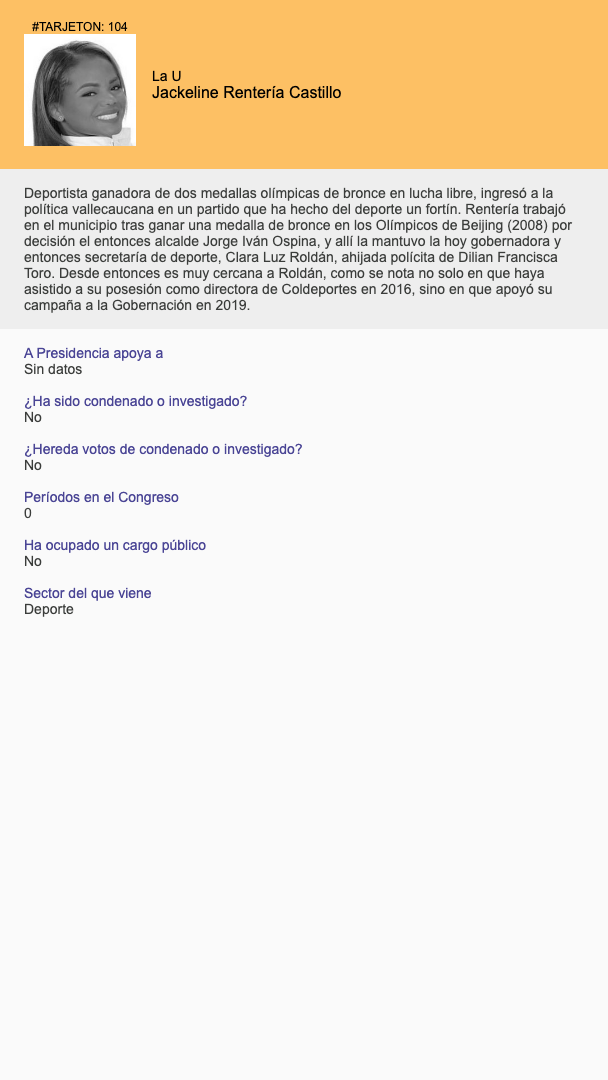 #TARJETON: 104
La U
Jackeline Rentería Castillo
Deportista ganadora de dos medallas olímpicas de bronce en lucha libre, ingresó a la
política vallecaucana en un partido que ha hecho del deporte un fortín. Rentería trabajó
en el municipio tras ganar una medalla de bronce en los Olímpicos de Beijing (2008) por
decisión el entonces alcalde Jorge Iván Ospina, y allí la mantuvo la hoy gobernadora y
entonces secretaría de deporte, Clara Luz Roldán, ahijada polícita de Dilian Francisca
Toro. Desde entonces es muy cercana a Roldán, como se nota no solo en que haya
asistido a su posesión como directora de Coldeportes en 2016, sino en que apoyó su
campaña a la Gobernación en 2019.
A Presidencia apoya a
Sin datos
¿Ha sido condenado o investigado?
No
¿Hereda votos de condenado o investigado?
No
Períodos en el Congreso
0
Ha ocupado un cargo público
No
Sector del que viene
Deporte